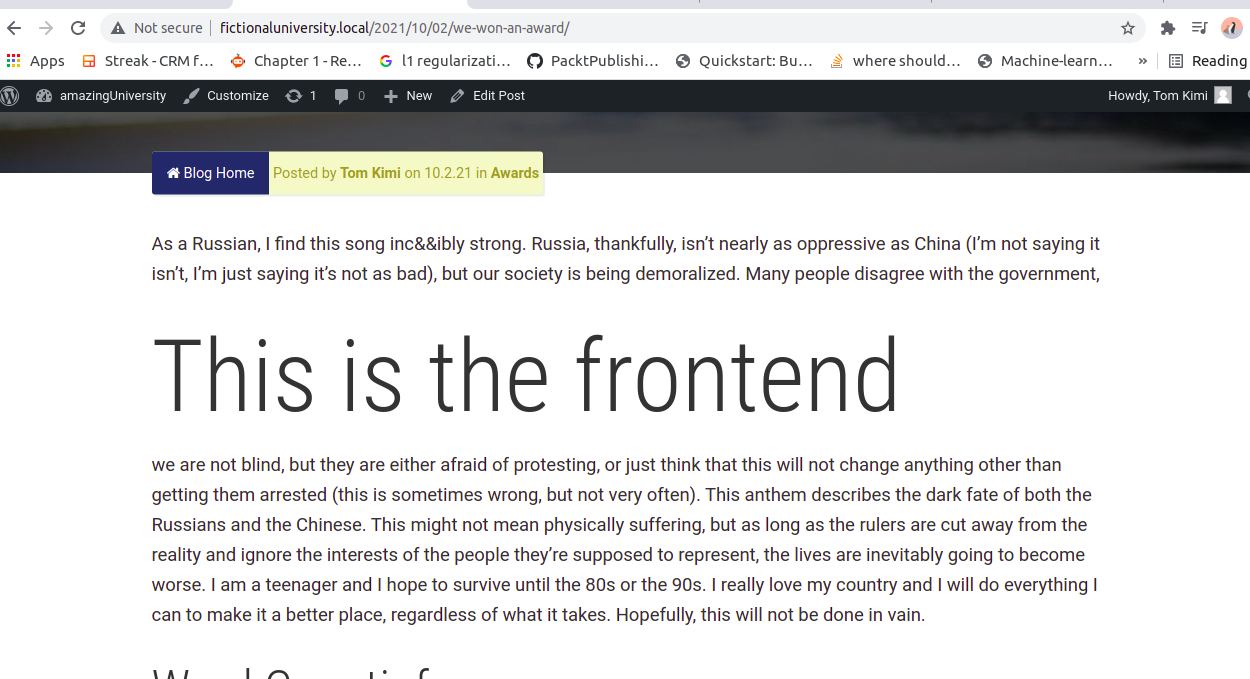 Not secure fictionaluniversity.local/2021/10/02/we-won-an-award/
Apps Streak - CRM f... Chapter 1 - Re... l1 regularizati... PacktPublishi... Quickstart: Bu... where should... Machine-learn... » Reading
amazingUniversity Customize 1 0 New Edit Post Howdy, Tom Kimi
Blog Home Posted by Tom Kimi on 10.2.21 in Awards
As a Russian, I find this song inc&&ibly strong. Russia, thankfully, isn’t nearly as oppressive as China (I’m not saying it
isn’t, I’m just saying it’s not as bad), but our society is being demoralized. Many people disagree with the government,
This is the frontend
we are not blind, but they are either afraid of protesting, or just think that this will not change anything other than
getting them arrested (this is sometimes wrong, but not very often). This anthem describes the dark fate of both the
Russians and the Chinese. This might not mean physically suffering, but as long as the rulers are cut away from the
reality and ignore the interests of the people they’re supposed to represent, the lives are inevitably going to become
worse. I am a teenager and I hope to survive until the 80s or the 90s. I really love my country and I will do everything I
can to make it a better place, regardless of what it takes. Hopefully, this will not be done in vain.